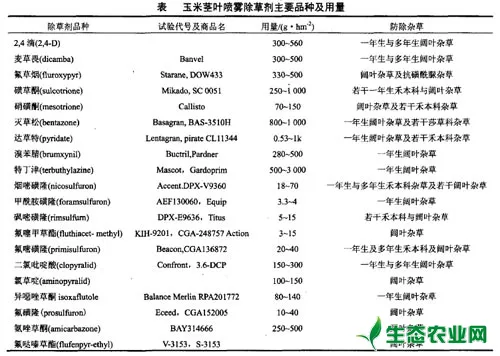 表 玉米茎叶喷雾除草剂主要品种及用量
除草剂品种 试验代号及商品名 用量/(g·hm⁻²) 防除杂草
2,4 滴(2,4-D) 300~560 一年生与多年生阔叶杂草
麦草畏(dicamba) Banvel 300~500 一年生与多年生阔叶杂草
氟草烟(fluroxypyr) Starane, DOW433 330~500 阔叶及抗磺酰脲杂草
磺草酮(sulcotrione) Mikado, SC 0051 250~1 000 若干一年生禾本科与阔叶杂草
硝磺酮(mesotrione) Callisto 70~150 阔叶杂草及若干禾本科杂草
灭草松(bentazone) Basagran, BAS-3510H 800~1 000 一年生阔叶及若干莎草科杂草
达草特(pyridate) Lentagran, pirate CL11344 0.53~1k 一年生阔叶及若干禾本科杂草
溴苯腈(brumxynil) Buctril,Pardner 280~500 一年生阔叶杂草
特丁津(terbuthylazine) Mascot, Gardoprim 500~3 000 一年生阔叶杂草
烟嘧磺隆(nicosulfuron) Accent.DPX-V9360 18~70 一年生与多年生禾本科杂草及若干阔叶杂草
甲酰胺磺隆(foramsulfuron) AEF130060, Equip 3.3~4 一年生阔叶杂草
砜嘧磺隆(rimsulfurn) DPX-E9636, Titus 5~15 若干禾本科与阔叶杂草
氟噻甲草酯(fluthiacet- methyl) KIH-9201, CGA-24875? Action 3~15 阔叶杂草
氟嘧磺隆(primisulfuron) Beacon,CGA136872 20~40 一年生及多年生禾本科及阔叶杂草
二氯吡啶酸(clopyralid) Confront, 3.6-DCP 150~300 一年生与多年生阔叶杂草
氯草啶(aminopyralid) 100~150 阔叶杂草
异噁唑草酮 isoxaflutole Balance Merlin RPA201772 80~140 一年生阔叶杂草
氟磺隆(prosulfuron) Eceed, CGA152005 10~40 阔叶杂草
氨唑草酮(amicarbazone) BAY314666 250~500 阔叶杂草
氟哒嗪草酯(flufenpyr-ethyl) V-3153, S-3153 阔叶杂草
生态农业网